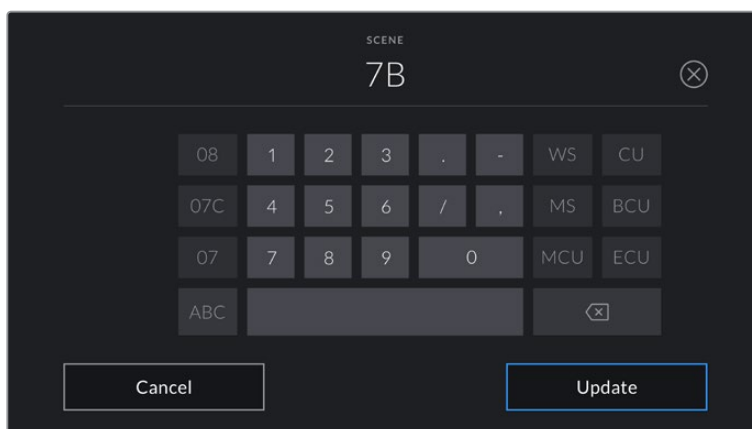 SCENE
7B
08 1 2 3 . - WS CU
07C 4 5 6 / , MS BCU
07 7 8 9 0 MCU ECU
ABC
Cancel Update